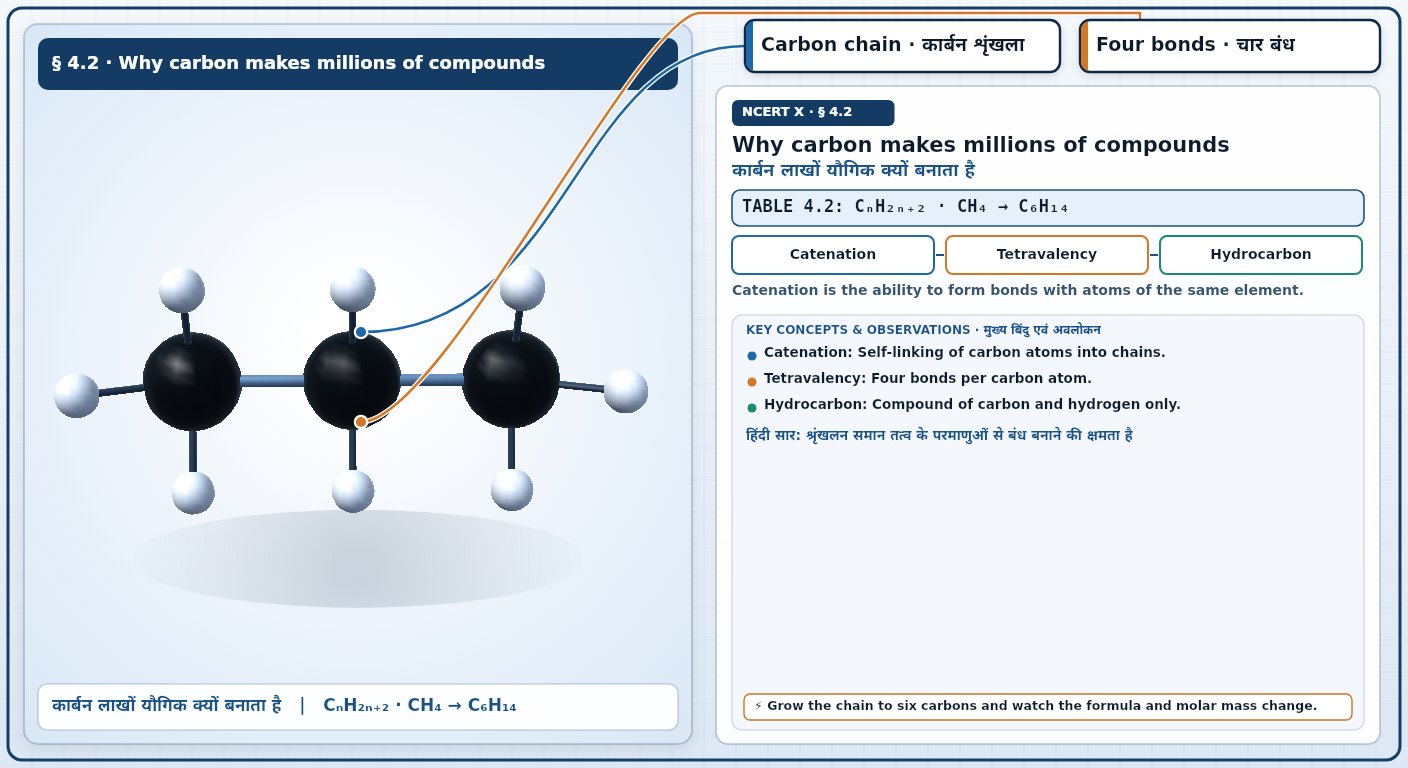 § 4.2 · Why carbon makes millions of compounds
Carbon chain · कार्बन शृंखला
Four bonds · चार बंध
NCERT X · § 4.2
Why carbon makes millions of compounds
कार्बन लाखों यौगिक क्यों बनाता है
TABLE 4.2: CₙH₂ₙ₊₂ · CH₄ → C₆H₁₄
Catenation
Tetravalency
Hydrocarbon
Catenation is the ability to form bonds with atoms of the same element.
KEY CONCEPTS & OBSERVATIONS · मुख्य बिंदु एवं अवलोकन
Catenation: Self-linking of carbon atoms into chains.
Tetravalency: Four bonds per carbon atom.
Hydrocarbon: Compound of carbon and hydrogen only.
हिंदी सार: श्रृंखलन समान तत्व के परमाणुओं से बंध बनाने की क्षमता है
⚡ Grow the chain to six carbons and watch the formula and molar mass change.
कार्बन लाखों यौगिक क्यों बनाता है | CₙH₂ₙ₊₂ · CH₄ → C₆H₁₄